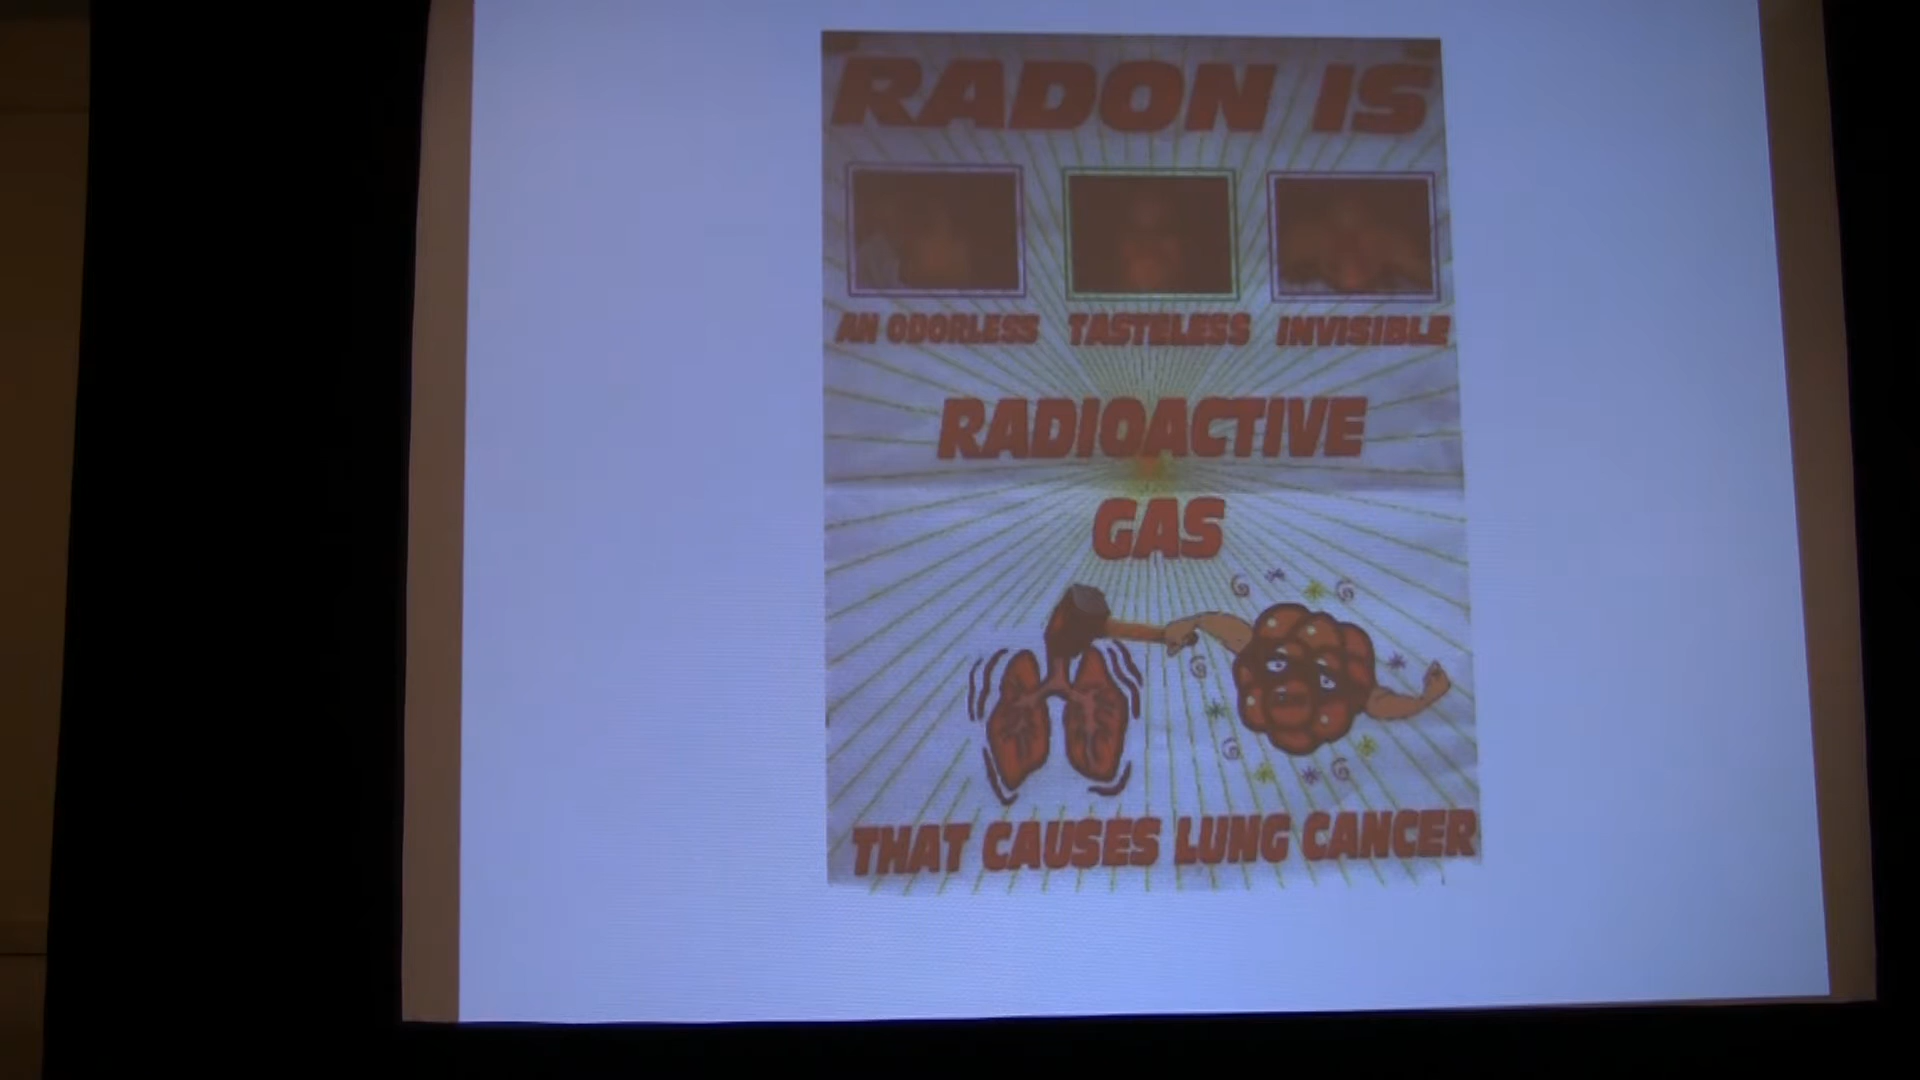 RADON IS
AN ODORLESS TASTELESS INVISIBLE
RADIOACTIVE
GAS
THAT CAUSES LUNG CANCER